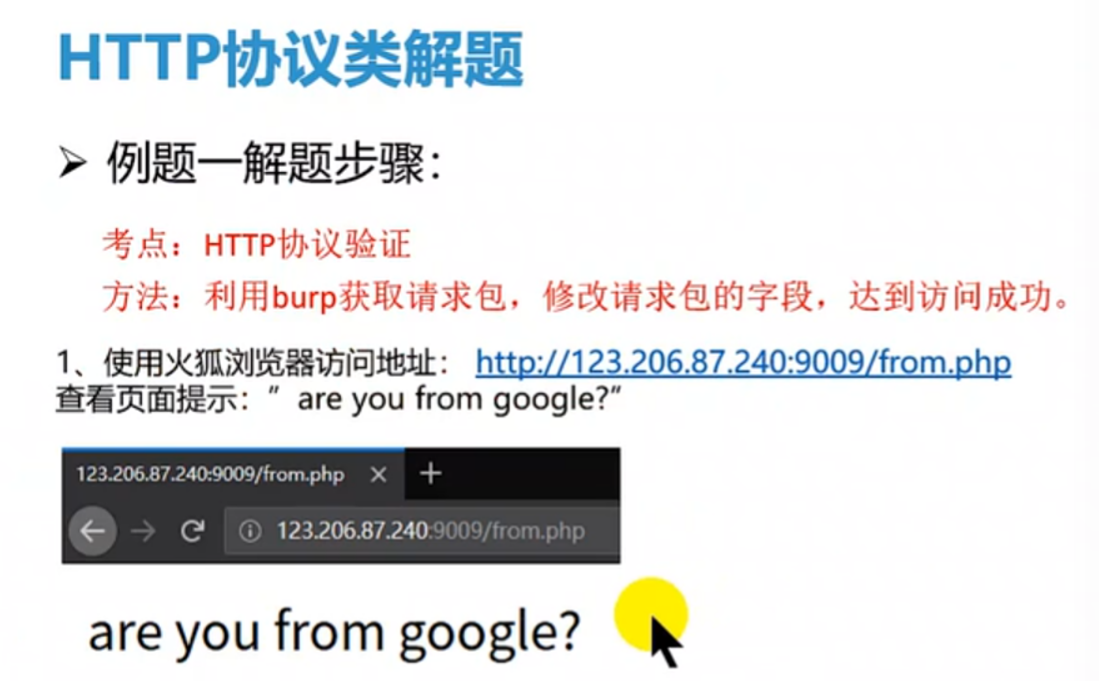 HTTP协议类解题
➢ 例题一解题步骤：
考点：HTTP协议验证
方法：利用burp获取请求包，修改请求包的字段，达到访问成功。
1、使用火狐浏览器访问地址： http://123.206.87.240:9009/from.php
查看页面提示：”are you from google?”
123.206.87.240:9009/from.php
123.206.87.240:9009/from.php
are you from google?